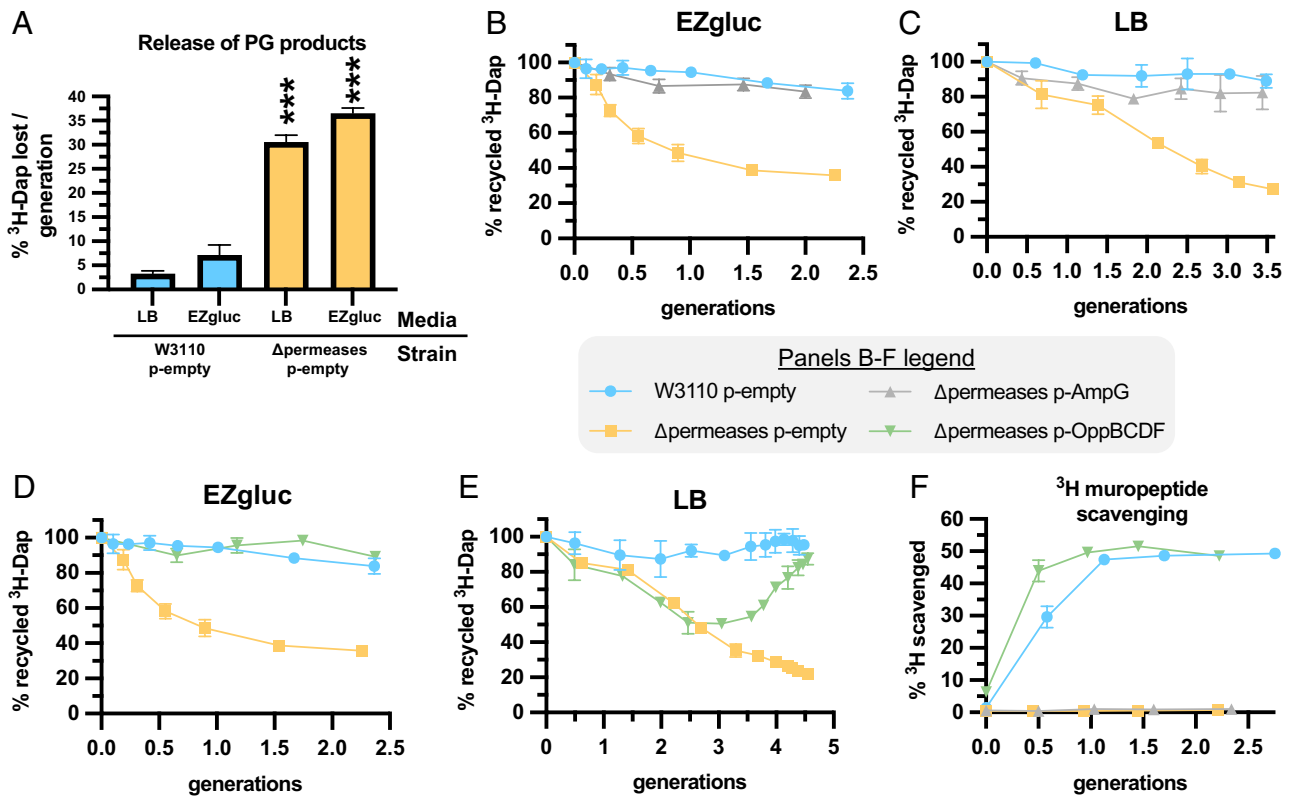 A
Release of PG products
% ³H-Dap lost /
generation
40
35
30
25
20
15
10
5
0
***
***
LB
EZgluc
LB
EZgluc
Media
W3110
p-empty
Δpermeases
p-empty
Strain
B
EZgluc
% recycled ³H-Dap
100
80
60
40
20
0
0.0
0.5
1.0
1.5
2.0
2.5
generations
C
LB
% recycled ³H-Dap
100
80
60
40
20
0
0.0
0.5
1.0
1.5
2.0
2.5
3.0
3.5
generations
Panels B-F legend
W3110 p-empty
Δpermeases p-AmpG
Δpermeases p-empty
Δpermeases p-OppBCDF
D
EZgluc
% recycled ³H-Dap
100
80
60
40
20
0
0.0
0.5
1.0
1.5
2.0
2.5
generations
E
LB
% recycled ³H-Dap
100
80
60
40
20
0
0
1
2
3
4
5
generations
F
³H muropeptide
scavenging
% ³H scavenged
60
50
40
30
20
10
0
0.0
0.5
1.0
1.5
2.0
2.5
generations